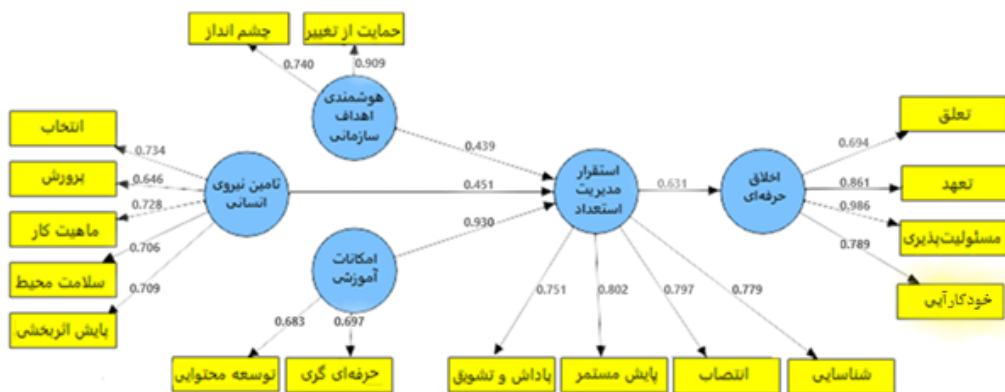 چشم انداز
حمایت از تغییر
0.740
0.909
هوشمندی
اهداف
سازمانی
انتخاب
پرورش
ماهیت کار
سلامت محیط
پایش اثربخشی
0.734
0.646
0.728
0.706
0.709
تامین نیروی
انسانی
0.439
0.451
0.930
امکانات
آموزشی
0.683
0.697
توسعه محتوایی
حرفه‌ای گری
استقرار
مدیریت
استعداد
0.751
0.802
0.797
0.779
پاداش و تشویق
پایش مستمر
انتصاب
شناسایی
0.631
اخلاق
حرفه‌ای
0.694
0.861
0.986
0.789
تعلق
تعهد
مسئولیت‌پذیری
خودکارآیی